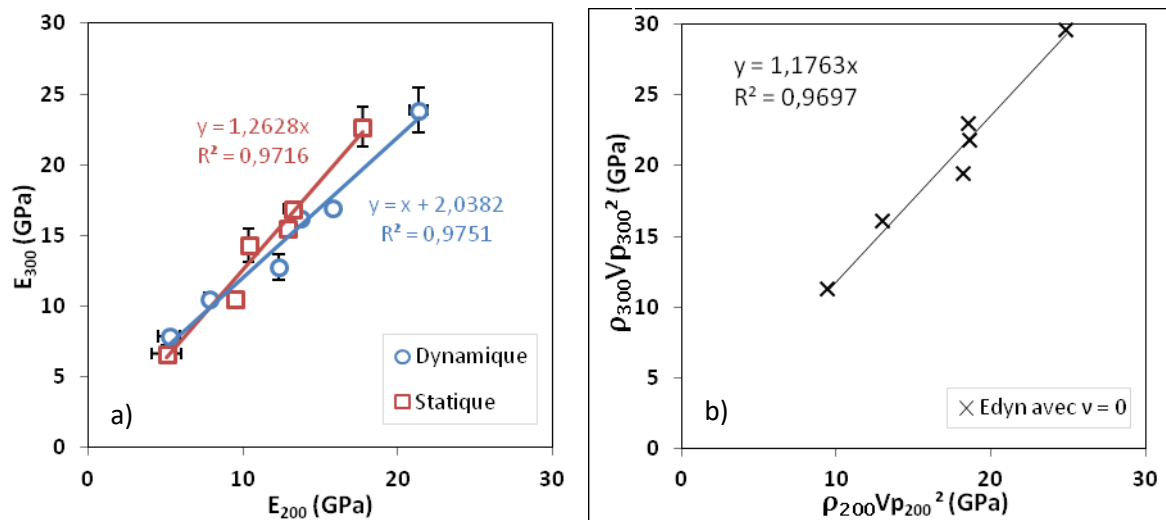 30
25
20
15
10
5
0
E₃₀₀ (GPa)
y = 1,2628x
R² = 0,9716
y = x + 2,0382
R² = 0,9751
Dynamique
Statique
a)
0
10
20
30
E₂₀₀ (GPa)
30
25
20
15
10
5
0
ρ₃₀₀Vp₃₀₀² (GPa)
y = 1,1763x
R² = 0,9697
Edyn avec ν = 0
b)
0
10
20
30
ρ₂₀₀Vp₂₀₀² (GPa)